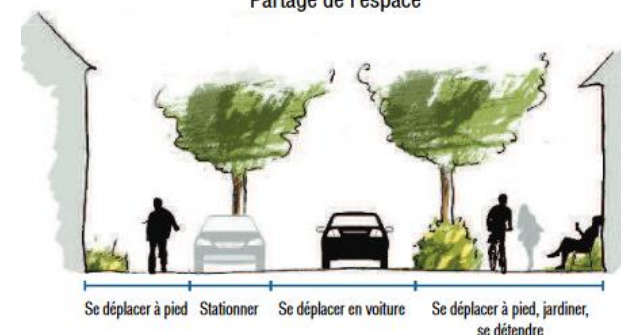 Partage de l'espace
Se déplacer à pied
Stationner
Se déplacer en voiture
Se déplacer à pied, jardiner,
se détendre